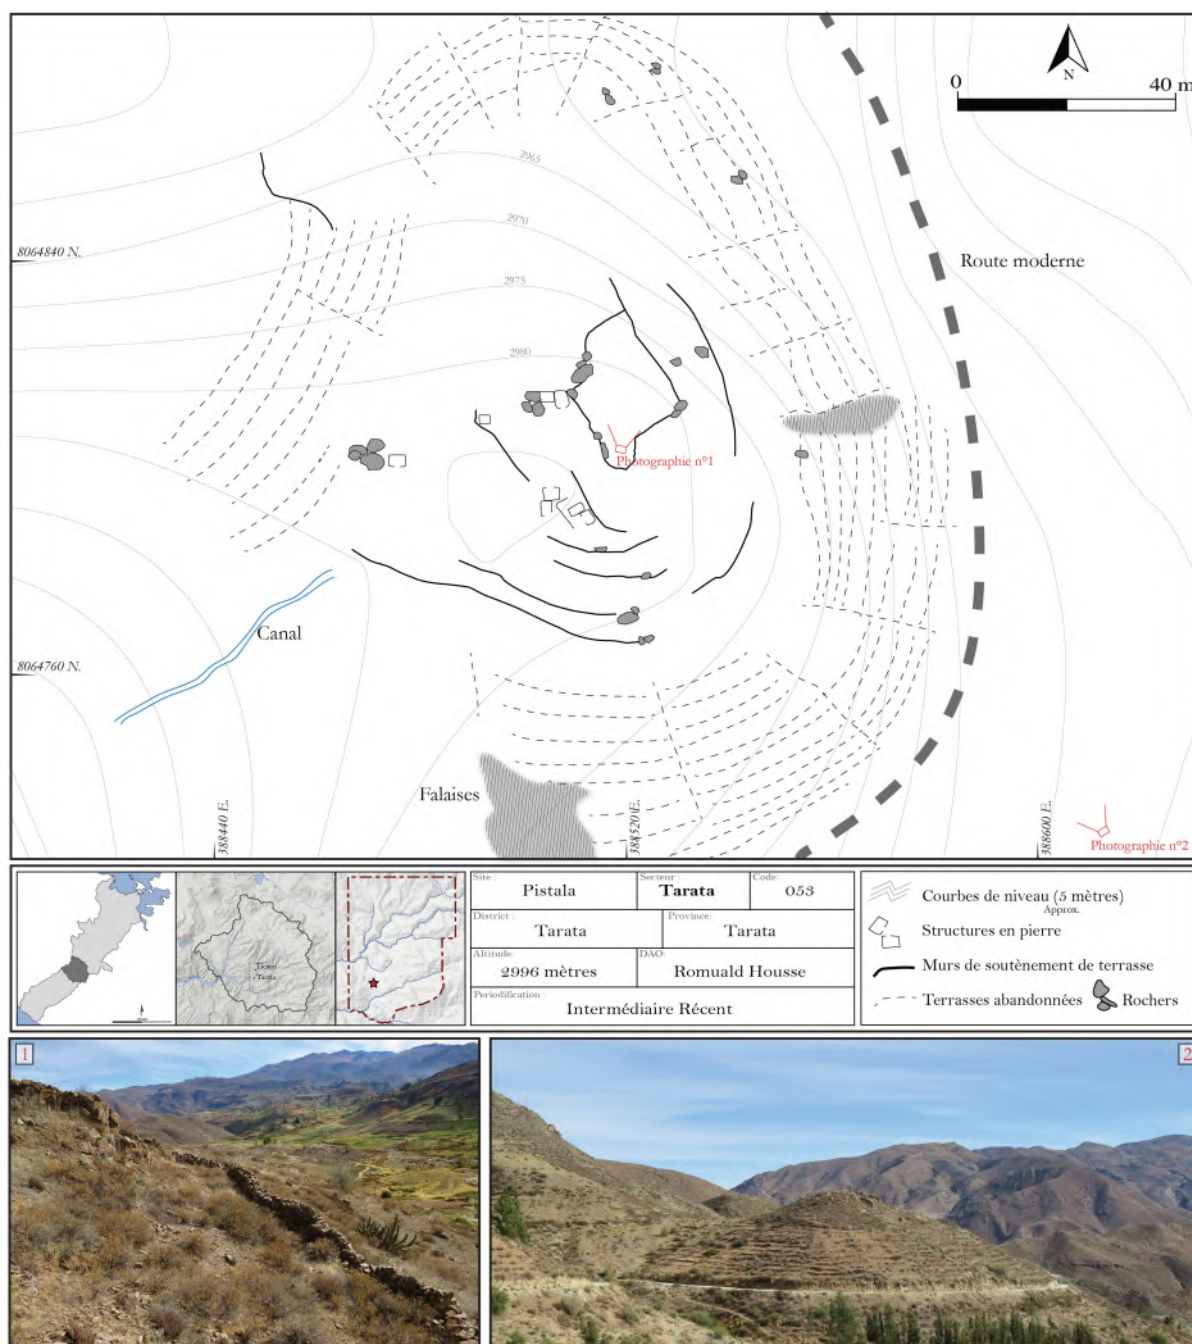 0 40 m
N
2965
2970
8064840 N.
Route moderne
2975
2980
Photographie n°1
Canal
8064760 N.
Falaises
388440 E.
388520 E.
388600 E.
Photographie n°2
Site : Pistala
Secteur : Tarata
Code: 053
District : Tarata
Province: Tarata
Altitude: 2996 mètres
DAO: Romuald Housse
Periodification : Intermédiaire Récent
Courbes de niveau (5 mètres)
Approx.
Structures en pierre
Murs de soutènement de terrasse
Terrasses abandonnées
Rochers
1
2